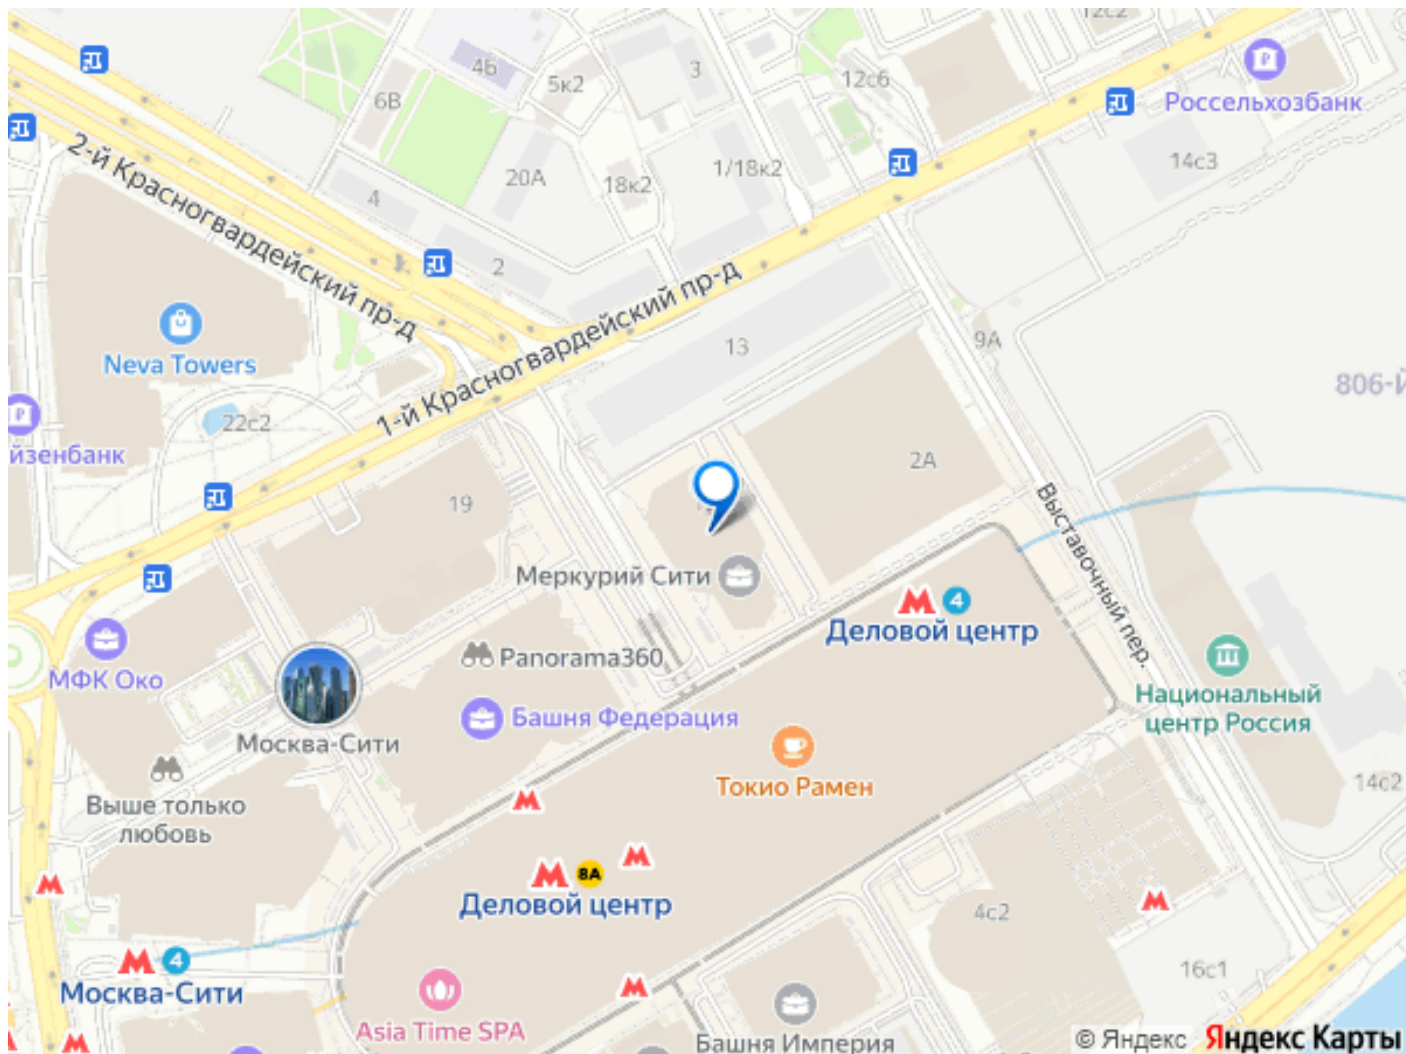 12с2
4Б
3
5к2
12с6
6В
Россельхозбанк
2-й Красногвардейский пр-д
20А
18к2
1/18к2
14с3
4
2
1-й Красногвардейский пр-д
Neva Towers
13
9А
806-Й
22с2
йзенбанк
19
2А
Выставочный пер.
Меркурий Сити
4
Деловой центр
Panorama360
МФК Око
Башня Федерация
Национальный
центр Россия
Москва-Сити
Токио Рамен
14с2
Выше только
любовь
8А
Деловой центр
4с2
4
Москва-Сити
16с1
Asia Time SPA
Башня Империя
© Яндекс Яндекс Карты